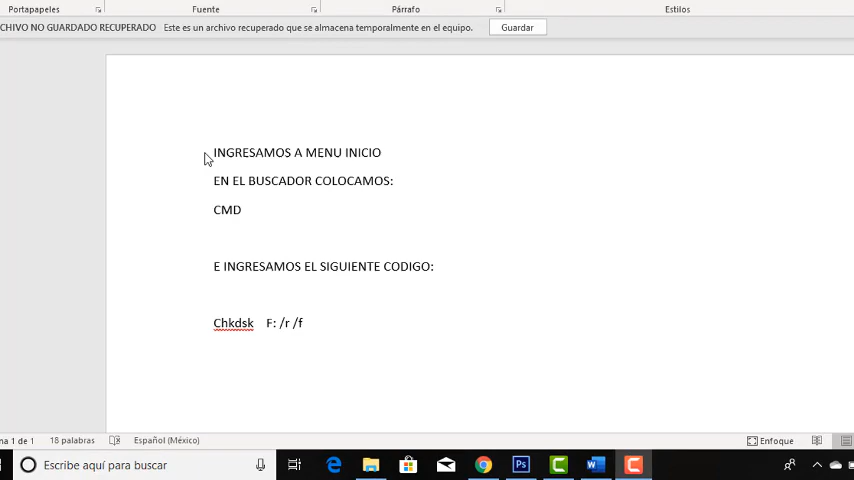 Portapapeles Fuente Párrafo Estilos
CHIVO NO GUARDADO RECUPERADO Este es un archivo recuperado que se almacena temporalmente en el equipo. Guardar
INGRESAMOS A MENU INICIO
EN EL BUSCADOR COLOCAMOS:
CMD
E INGRESAMOS EL SIGUIENTE CODIGO:
Chkdsk F: /r /f
na 1 de 1 18 palabras Español (México) Enfoque
Escribe aquí para buscar